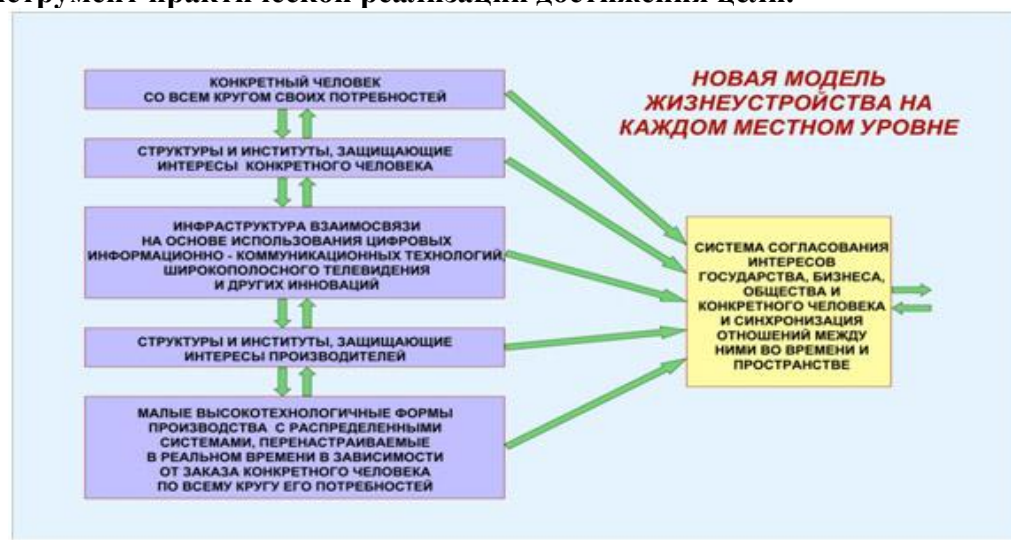 струмент практической реализации достижения цели.
КОНКРЕТНЫЙ ЧЕЛОВЕК
СО ВСЕМ КРУГОМ СВОИХ ПОТРЕБНОСТЕЙ
НОВАЯ МОДЕЛЬ
ЖИЗНЕУСТРОЙСТВА НА
КАЖДОМ МЕСТНОМ УРОВНЕ
СТРУКТУРЫ И ИНСТИТУТЫ, ЗАЩИЩАЮЩИЕ
ИНТЕРЕСЫ КОНКРЕТНОГО ЧЕЛОВЕКА
ИНФРАСТРУКТУРА ВЗАИМОСВЯЗИ
НА ОСНОВЕ ИСПОЛЬЗОВАНИЯ ЦИФРОВЫХ
ИНФОРМАЦИОННО - КОММУНИКАЦИОННЫХ ТЕХНОЛОГИЙ,
ШИРОКОПОЛОСНОГО ТЕЛЕВИДЕНИЯ
И ДРУГИХ ИННОВАЦИЙ
СТРУКТУРЫ И ИНСТИТУТЫ, ЗАЩИЩАЮЩИЕ
ИНТЕРЕСЫ ПРОИЗВОДИТЕЛЕЙ
МАЛЫЕ ВЫСОКОТЕХНОЛОГИЧНЫЕ ФОРМЫ
ПРОИЗВОДСТВА С РАСПРЕДЕЛЕННЫМИ
СИСТЕМАМИ, ПЕРЕНАСТРАИВАЕМЫЕ
В РЕАЛЬНОМ ВРЕМЕНИ В ЗАВИСИМОСТИ
ОТ ЗАКАЗА КОНКРЕТНОГО ЧЕЛОВЕКА
ПО ВСЕМУ КРУГУ ЕГО ПОТРЕБНОСТЕЙ
СИСТЕМА СОГЛАСОВАНИЯ
ИНТЕРЕСОВ
ГОСУДАРСТВА, БИЗНЕСА,
ОБЩЕСТВА И
КОНКРЕТНОГО ЧЕЛОВЕКА
И СИНХРОНИЗАЦИЯ
ОТНОШЕНИЙ МЕЖДУ
НИМИ ВО ВРЕМЕНИ И
ПРОСТРАНСТВЕ